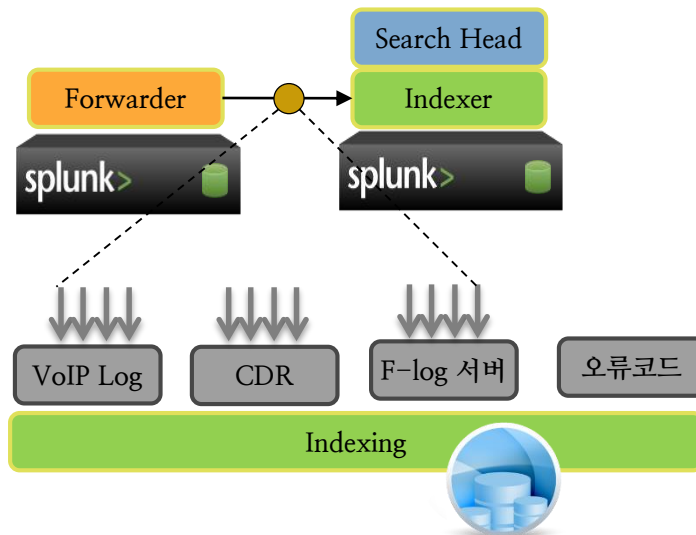 Search Head
Forwarder
Indexer
splunk>
splunk>
VoIP Log
CDR
F-log 서버
오류코드
Indexing